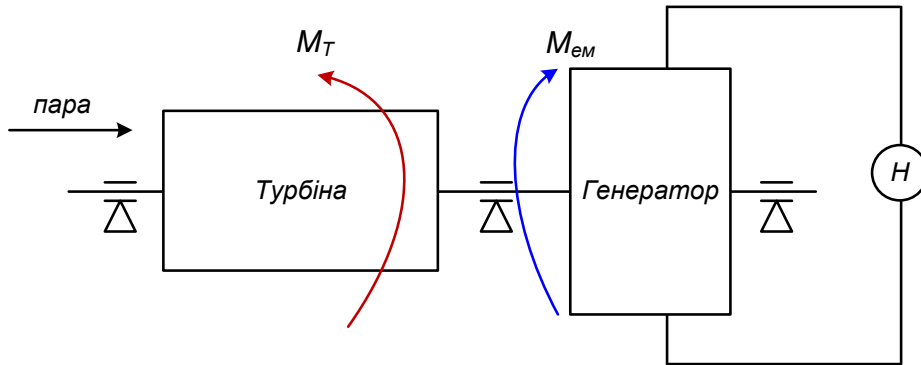 M_T
M_ем
пара
Турбіна
Генератор
H